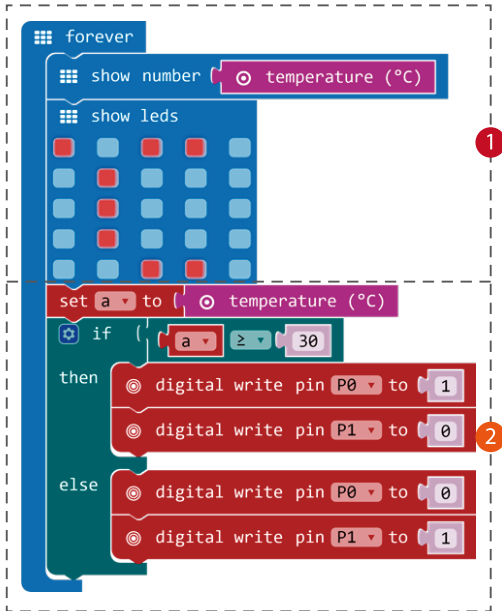 forever
show number temperature (°C)
show leds
1
set a to temperature (°C)
if a ≥ 30
then digital write pin P0 to 1
digital write pin P1 to 0
2
else digital write pin P0 to 0
digital write pin P1 to 1